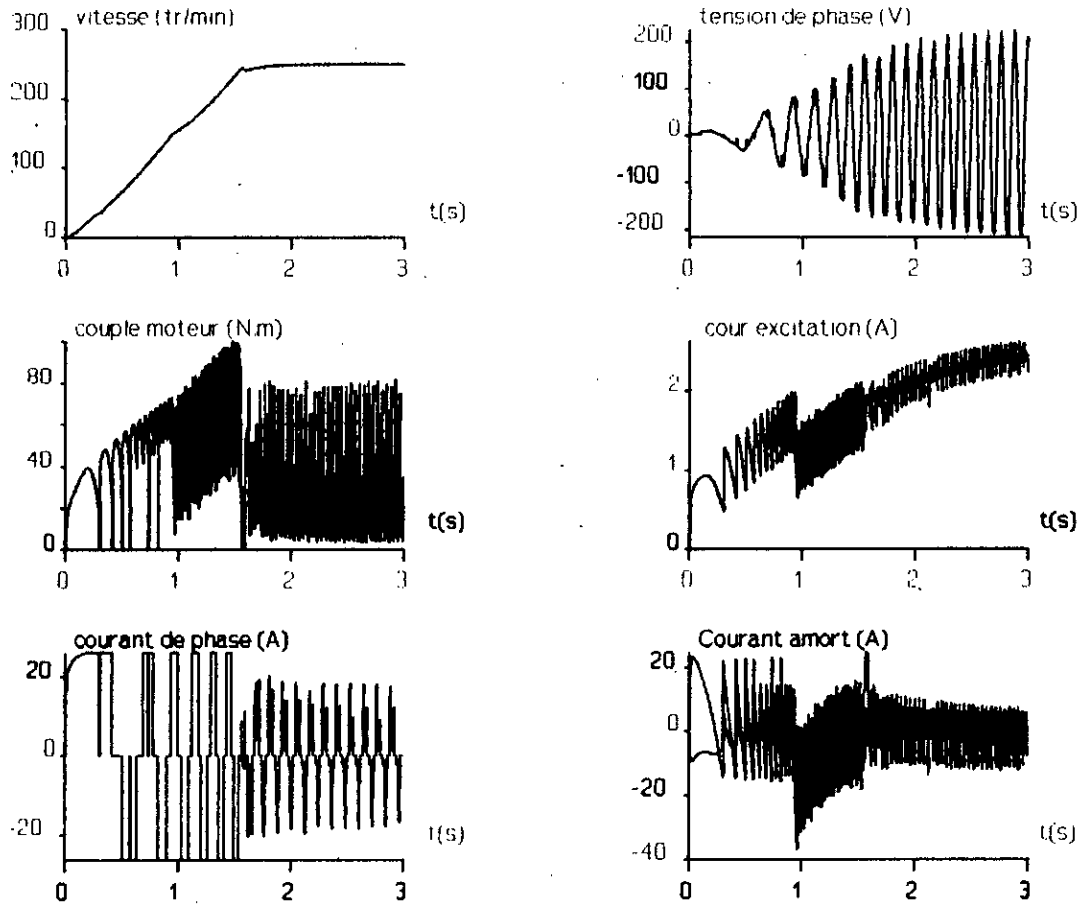 vitesse (tr/min)
300
200
100
0
0 1 2 3
t(s)
tension de phase (V)
200
100
0
-100
-200
0 1 2 3
t(s)
couple moteur (N.m)
80
40
0
0 1 2 3
t(s)
cour excitation (A)
2
1
0
0 1 2 3
t(s)
courant de phase (A)
20
0
-20
0 1 2 3
t(s)
Courant amort (A)
20
0
-20
-40
0 1 2 3
t(s)